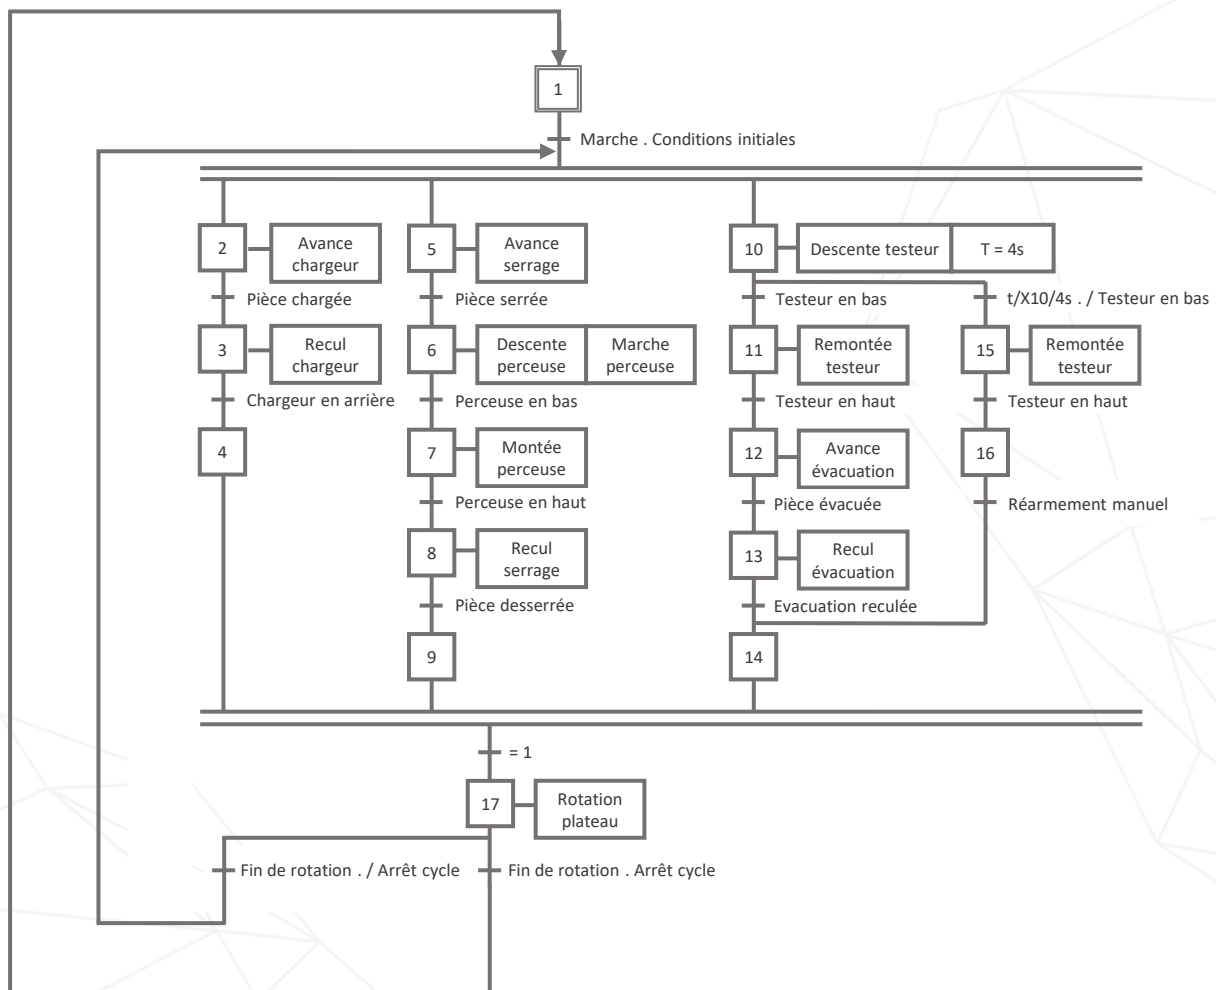 1
Marche . Conditions initiales
2
Avance
chargeur
5
Avance
serrage
10
Descente testeur
T = 4s
Pièce chargée
Pièce serrée
Testeur en bas
t/X10/4s . / Testeur en bas
3
Recul
chargeur
6
Descente
perceuse
Marche
perceuse
11
Remontée
testeur
15
Remontée
testeur
Chargeur en arrière
Perceuse en bas
Testeur en haut
Testeur en haut
4
7
Montée
perceuse
12
Avance
évacuation
16
Perceuse en haut
Pièce évacuée
Réarmement manuel
8
Recul
serrage
13
Recul
évacuation
Pièce desserrée
Evacuation reculée
9
14
= 1
17
Rotation
plateau
Fin de rotation . / Arrêt cycle
Fin de rotation . Arrêt cycle